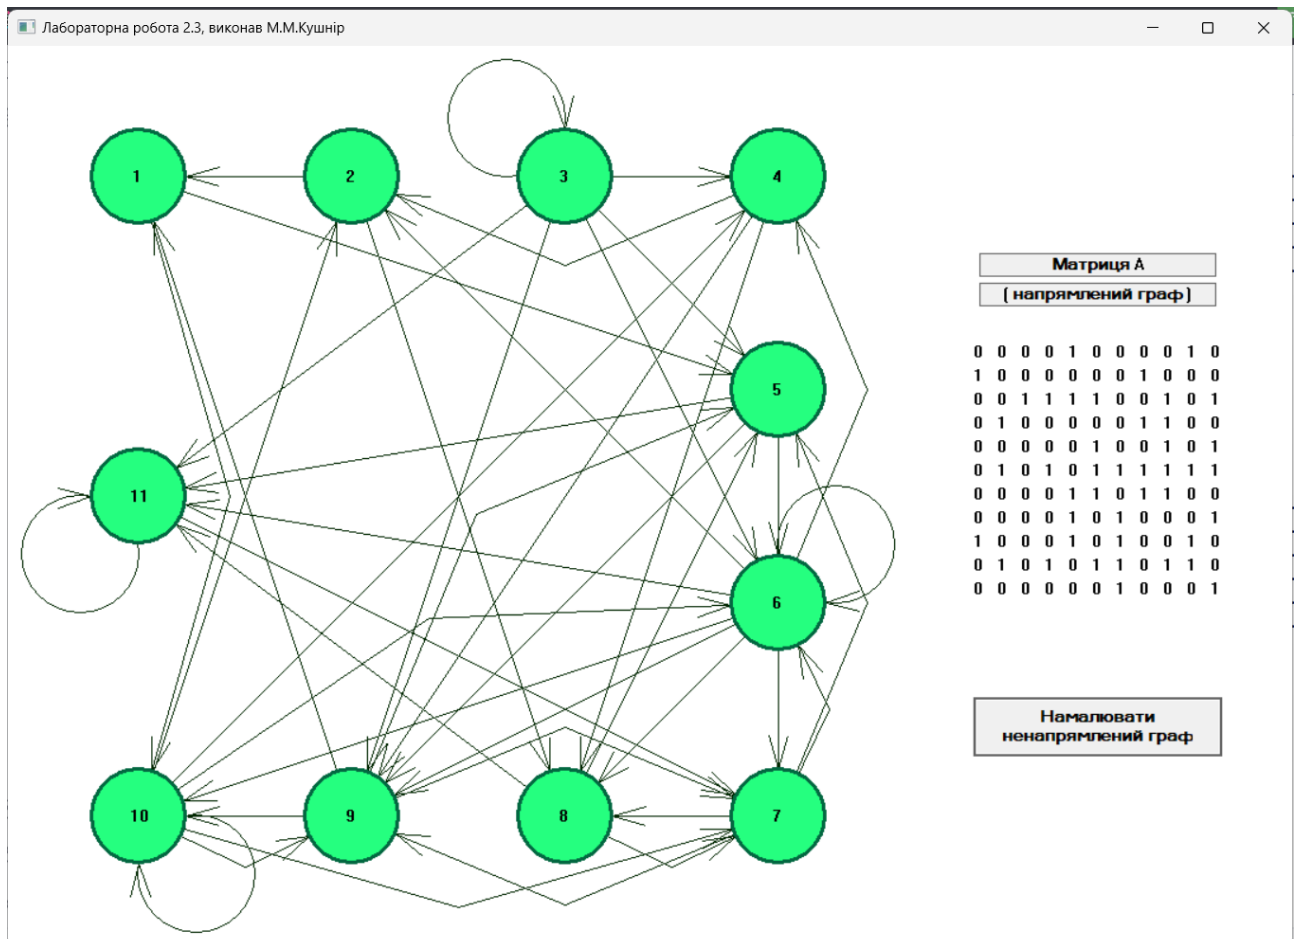 Лабораторна робота 2.3, виконав М.М.Кушнір
1
2
3
4
5
11
6
10
9
8
7
Матриця А
( напрямлений граф )
0 0 0 0 1 0 0 0 0 1 0
1 0 0 0 0 0 0 1 0 0 0
0 0 1 1 1 1 0 0 1 0 1
0 1 0 0 0 0 0 1 1 0 0
0 0 0 0 0 1 0 0 1 0 1
0 1 0 1 0 1 1 1 1 1 1
0 0 0 0 1 1 0 1 1 0 0
0 0 0 0 1 0 1 0 0 0 1
1 0 0 0 1 0 1 0 0 1 0
0 1 0 1 0 1 1 0 1 1 0
0 0 0 0 0 0 1 0 0 0 1
Намалювати
ненапрямлений граф